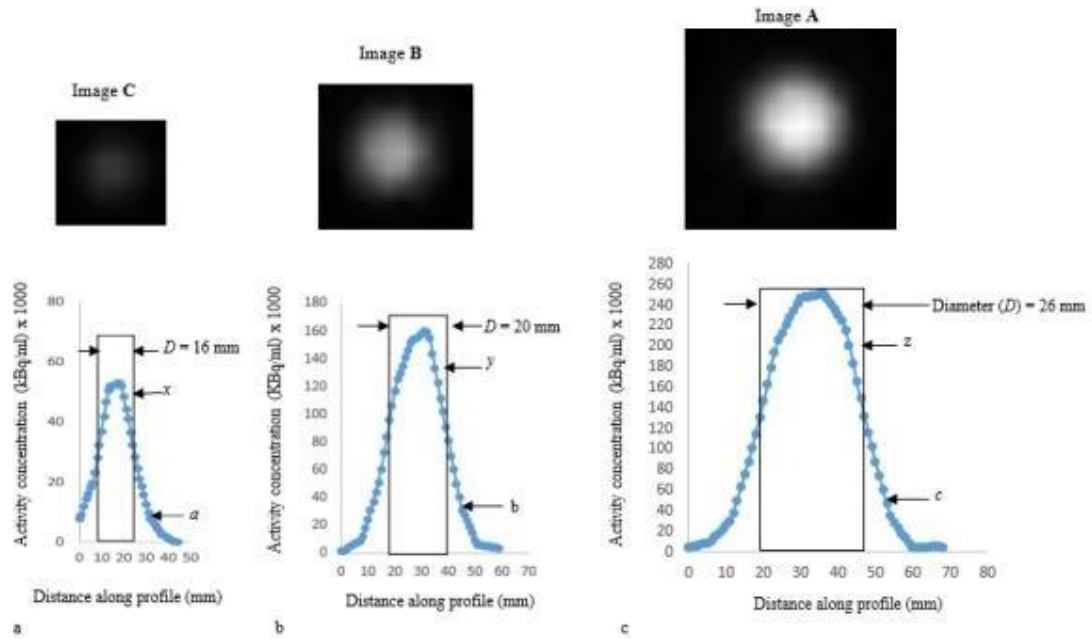 Image A
Image B
Image C
Activity concentration (kBq/ml) x 1000
80
60
40
20
0
0 10 20 30 40 50
D = 16 mm
x
a
Distance along profile (mm)
a
Activity concentration (KBq/ml) x 1000
180
160
140
120
100
80
60
40
20
0
0 10 20 30 40 50 60 70
D = 20 mm
y
b
Distance along profile (mm)
b
Activity concentration (kBq/ml) x 1000
280
260
240
220
200
180
160
140
120
100
80
60
40
20
0
0 10 20 30 40 50 60 70 80
Diameter (D) = 26 mm
z
c
Distance along profile (mm)
c